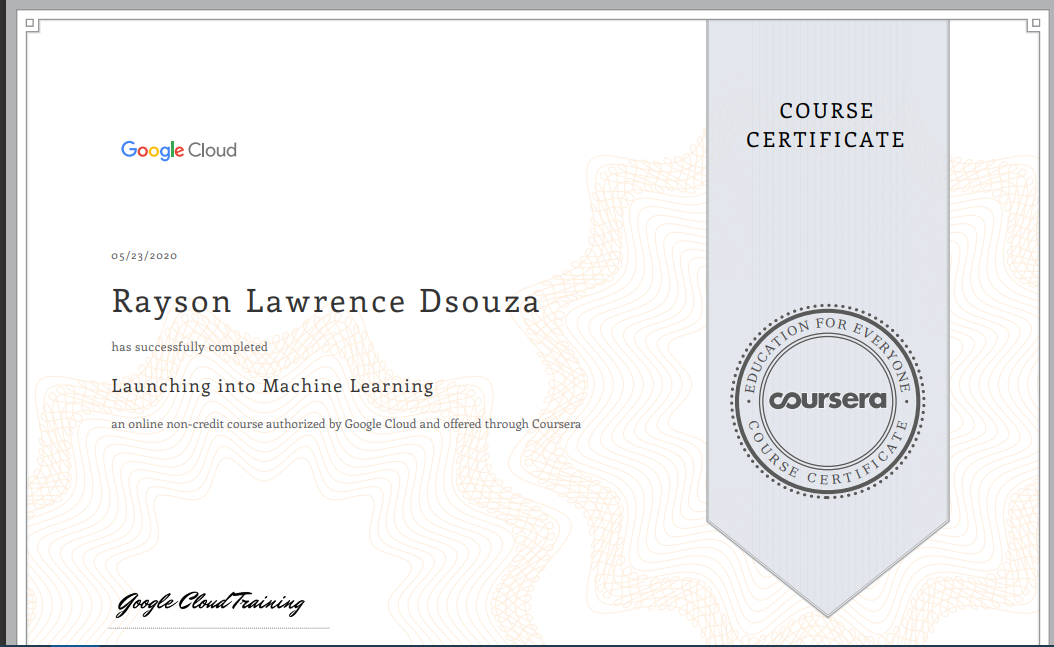 COURSE
CERTIFICATE
Google Cloud
05/23/2020
Rayson Lawrence Dsouza
has successfully completed
Launching into Machine Learning
an online non-credit course authorized by Google Cloud and offered through Coursera
EDUCATION FOR EVERYONE
coursera
COURSE CERTIFICATE
Google Cloud Training